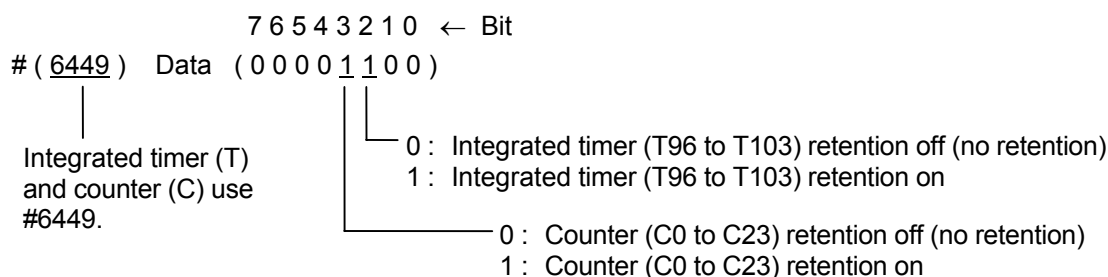 7 6 5 4 3 2 1 0 ← Bit
# ( 6449 ) Data ( 0 0 0 0 1 1 0 0 )
0 : Integrated timer (T96 to T103) retention off (no retention)
1 : Integrated timer (T96 to T103) retention on
Integrated timer (T)
and counter (C) use
#6449.
0 : Counter (C0 to C23) retention off (no retention)
1 : Counter (C0 to C23) retention on